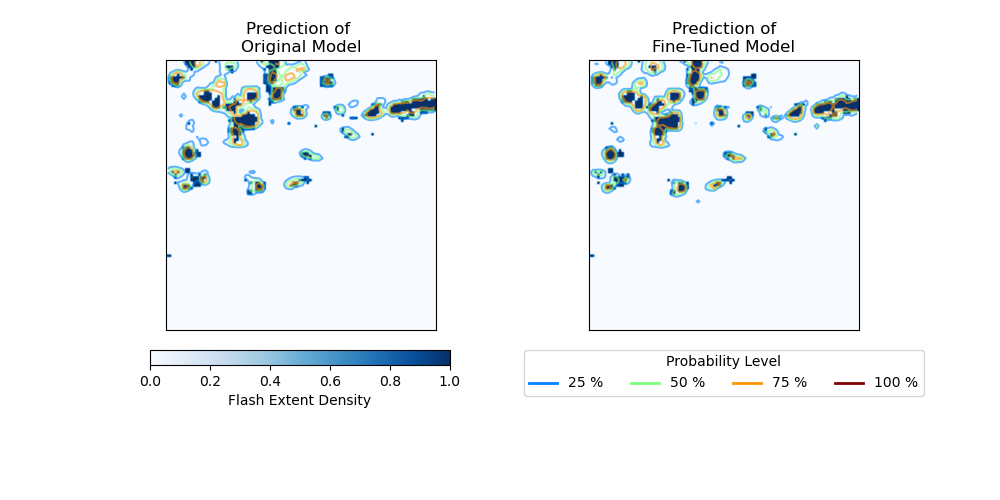 Prediction of
Original Model
Prediction of
Fine-Tuned Model
0.0 0.2 0.4 0.6 0.8 1.0
Flash Extent Density
Probability Level
25 % 50 % 75 % 100 %